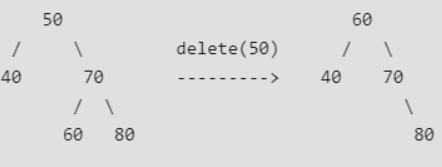 50                              60
/     \       delete(50)      /   \
40      70    --------->    40    70
/ \                             \
60  80                            80